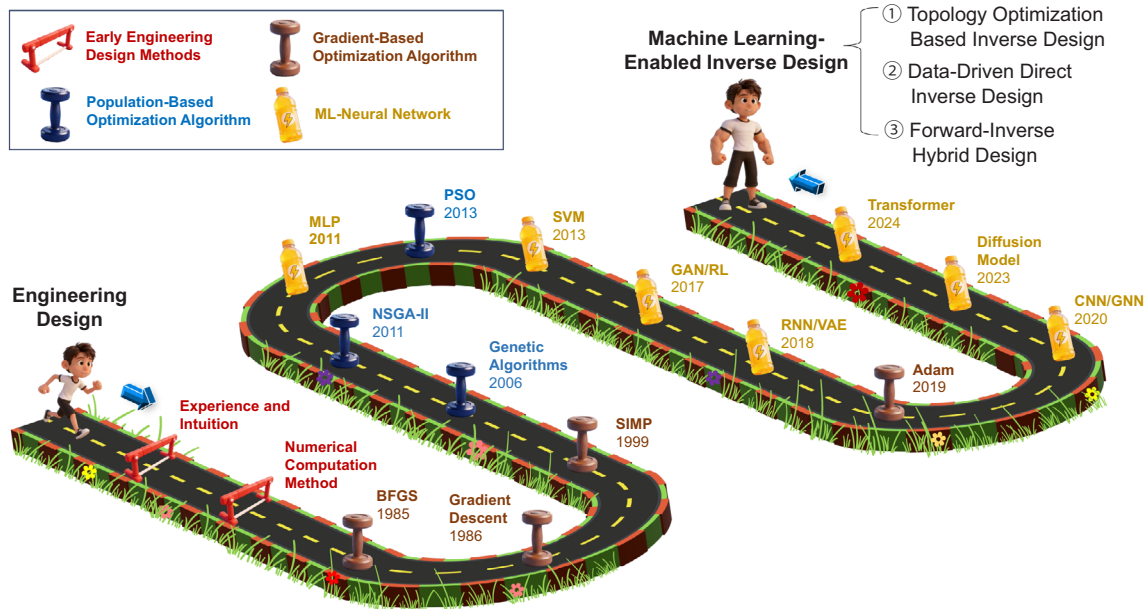 Early Engineering
Design Methods
Gradient-Based
Optimization Algorithm
Population-Based
Optimization Algorithm
ML-Neural Network
Machine Learning-
Enabled Inverse Design
① Topology Optimization
Based Inverse Design
② Data-Driven Direct
Inverse Design
③ Forward-Inverse
Hybrid Design
Engineering
Design
Experience and
Intuition
Numerical
Computation
Method
BFGS
1985
Gradient
Descent
1986
SIMP
1999
Genetic
Algorithms
2006
NSGA-II
2011
MLP
2011
PSO
2013
SVM
2013
GAN/RL
2017
RNN/VAE
2018
Adam
2019
CNN/GNN
2020
Diffusion
Model
2023
Transformer
2024